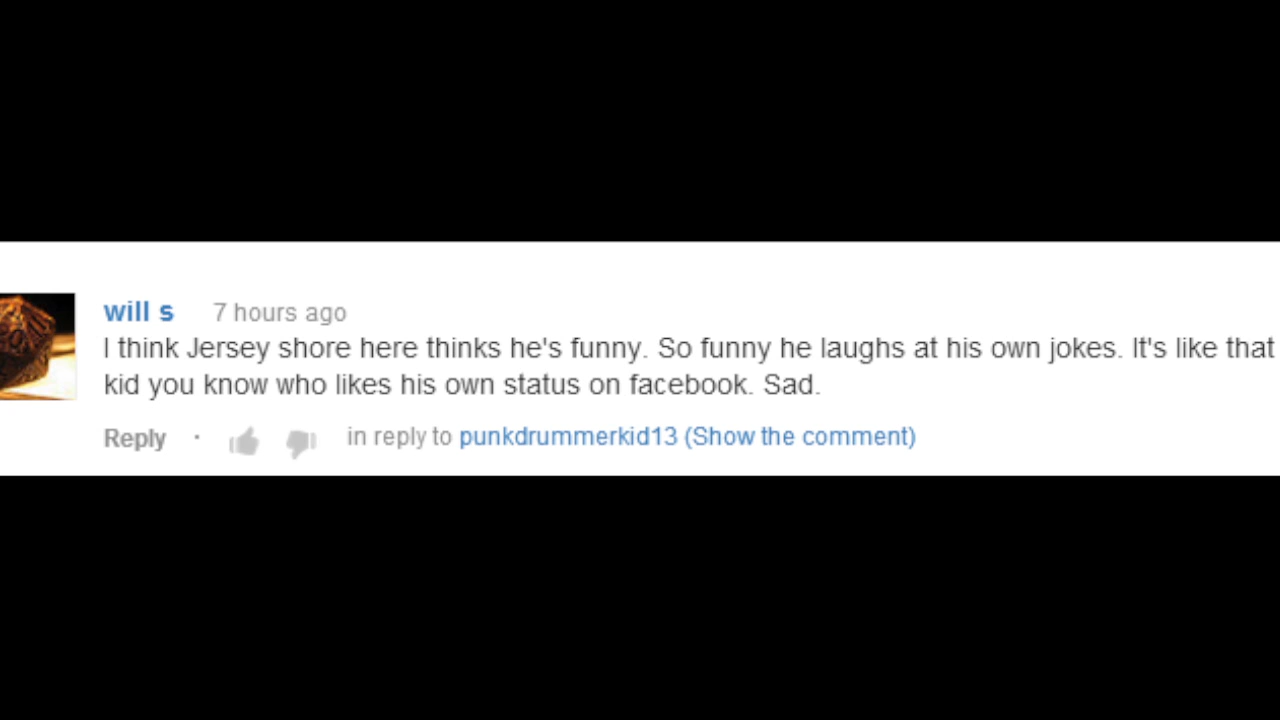 will s 7 hours ago
I think Jersey shore here thinks he's funny. So funny he laughs at his own jokes. It's like that
kid you know who likes his own status on facebook. Sad.
Reply · in reply to punkdrummerkid13 (Show the comment)